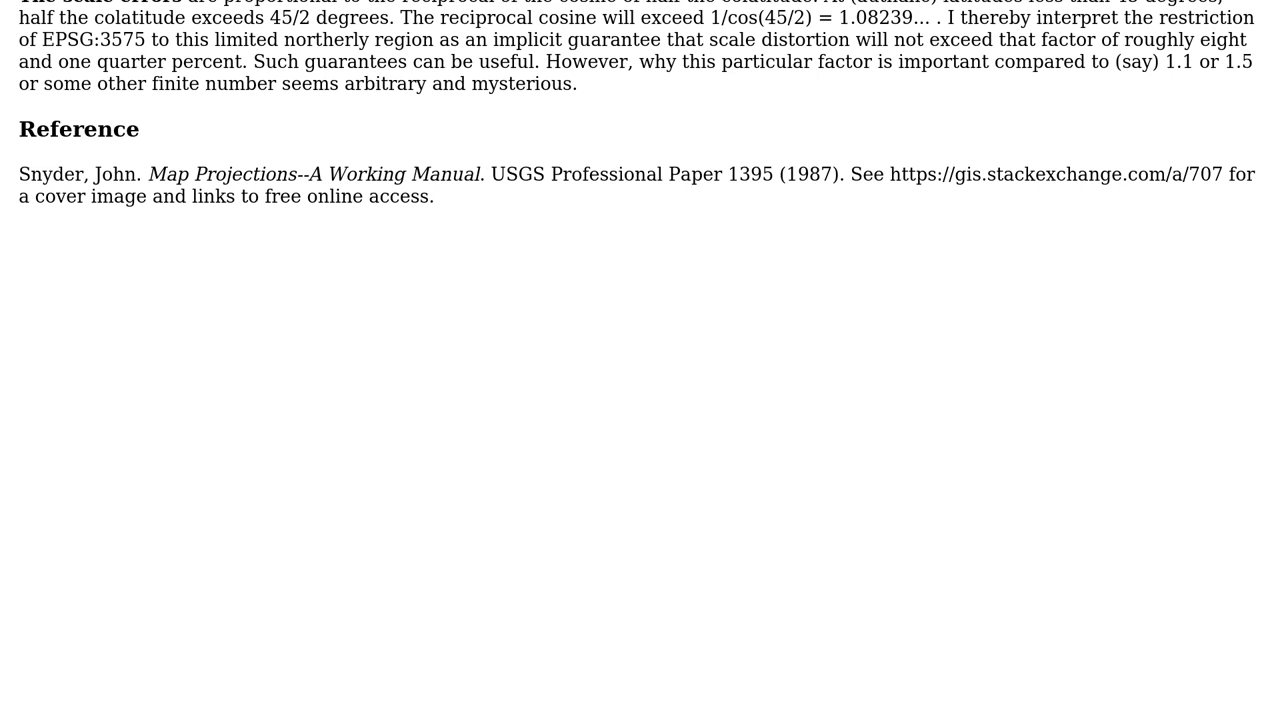 half the colatitude exceeds 45/2 degrees. The reciprocal cosine will exceed 1/cos(45/2) = 1.08239... . I thereby interpret the restriction
of EPSG:3575 to this limited northerly region as an implicit guarantee that scale distortion will not exceed that factor of roughly eight
and one quarter percent. Such guarantees can be useful. However, why this particular factor is important compared to (say) 1.1 or 1.5
or some other finite number seems arbitrary and mysterious.
Reference
Snyder, John. Map Projections--A Working Manual. USGS Professional Paper 1395 (1987). See https://gis.stackexchange.com/a/707 for
a cover image and links to free online access.